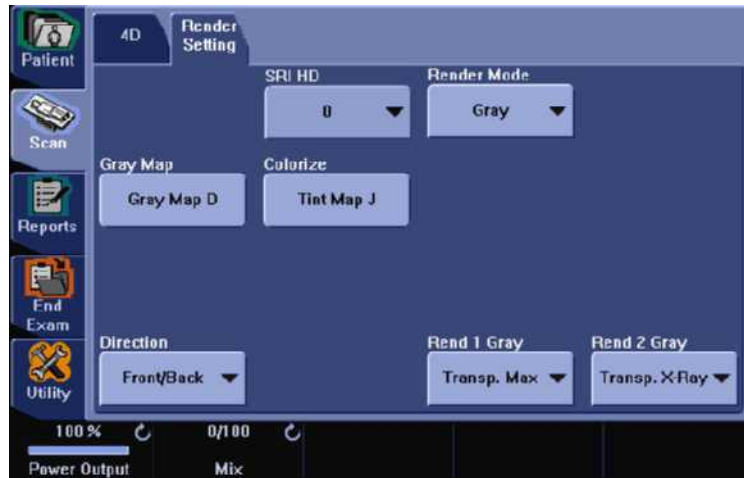 Patient
4D
Render
Setting
SRI HD
Render Mode
0
Gray
Scan
Gray Map
Colorize
Gray Map D
Tint Map J
Reports
End
Exam
Direction
Rend 1 Gray
Rend 2 Gray
Front/Back
Transp. Max
Transp. X-Ray
Utility
100 %
0/100
Power Output
Mix